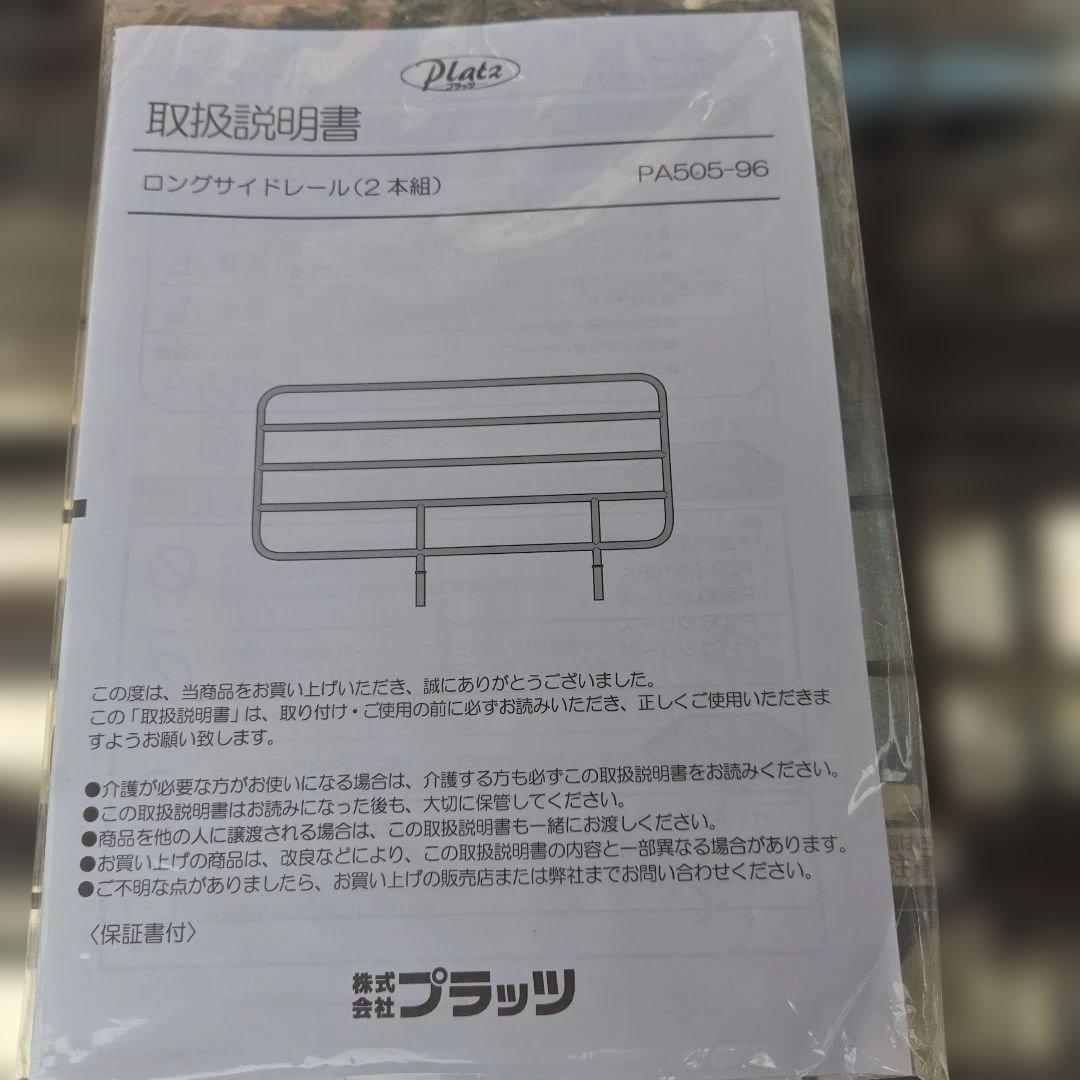 Platz
プラッツ
取扱説明書
ロングサイドレール(2本組)
PA505-96
この度は、当商品をお買い上げいただき、誠にありがとうございました。
この「取扱説明書」は、取り付け・ご使用の前に必ずお読みいただき、正しくご使用いただきま
すようお願い致します。
●介護が必要な方がお使いになる場合は、介護する方も必ずこの取扱説明書をお読みください。
●この取扱説明書はお読みになった後も、大切に保管してください。
●商品を他の人に譲渡される場合は、この取扱説明書も一緒にお渡しください。
●お買い上げの商品は、改良などにより、この取扱説明書の内容と一部異なる場合があります。
●ご不明な点がありましたら、お買い上げの販売店または弊社までお問い合わせください。
〈保証書付〉
株式会社プラッツ